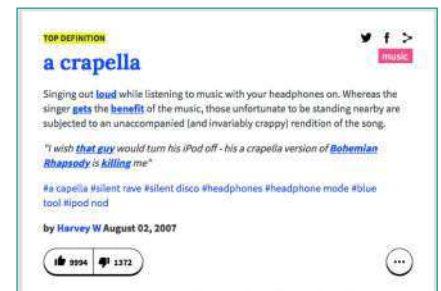 TOP DEFINITION
music
a crapella
Singing out loud while listening to music with your headphones on. Whereas the
singer gets the benefit of the music, those unfortunate to be standing nearby are
subjected to an unaccompanied (and invariably crappy) rendition of the song.
"I wish that guy would turn his iPod off - his a crapella version of Bohemian
Rhapsody is killing me"
#a capella #silent rave #silent disco #headphones #headphone mode #blue
tool #ipod nod
by Harvey W August 02, 2007
9994 1372